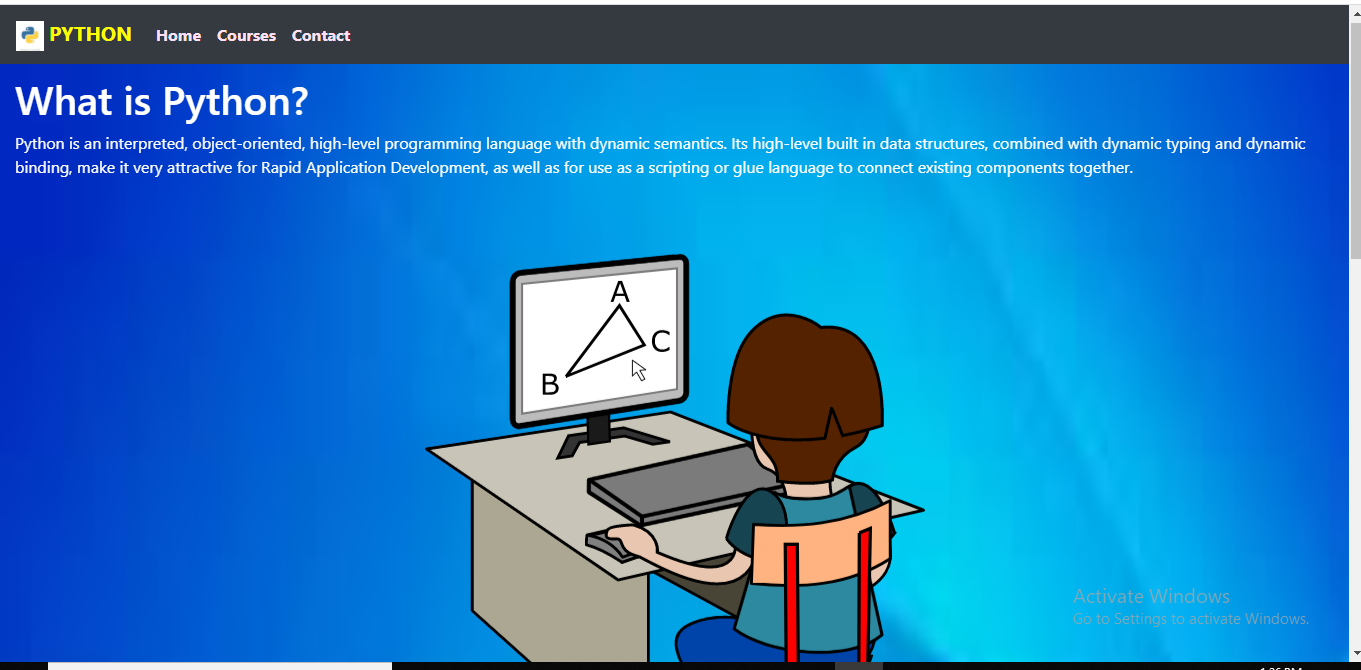 PYTHON Home Courses Contact
What is Python?
Python is an interpreted, object-oriented, high-level programming language with dynamic semantics. Its high-level built in data structures, combined with dynamic typing and dynamic
binding, make it very attractive for Rapid Application Development, as well as for use as a scripting or glue language to connect existing components together.
A
C
B
Activate Windows
Go to Settings to activate Windows.